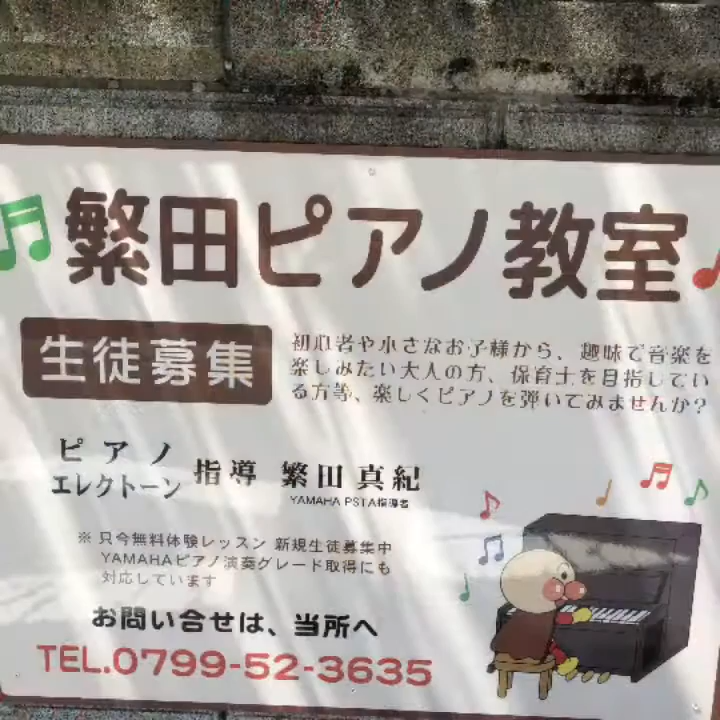 繁田ピアノ教室
生徒募集
初心者や小さなお子様から、趣味で音楽を
楽しみたい大人の方、保育士を目指してい
る方等、楽しくピアノを弾いてみませんか?
ピアノ
エレクトーン
指導 繁田真紀
YAMAHA PSTA指導者
※ 只今無料体験レッスン 新規生徒募集中
YAMAHAピアノ演奏グレード取得にも
対応しています
お問い合せは、当所へ
TEL.0799-52-3635